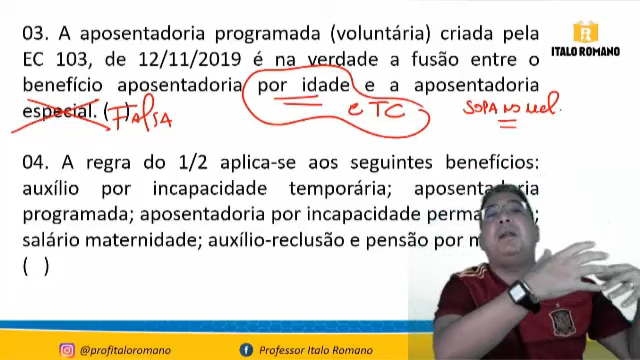 03. A aposentadoria programada (voluntária) criada pela
EC 103, de 12/11/2019 é na verdade a fusão entre o
benefício aposentadoria por idade e a aposentadoria
especial. ( ) FAlSA
e TC
SOPA NO mel.
04. A regra do 1/2 aplica-se aos seguintes benefícios:
auxílio por incapacidade temporária; aposentadoria
programada; aposentadoria por incapacidade
salário maternidade; auxílio-reclusão e pensão por
( )
ITALO ROMANO
@profitaloromano
Professor Italo Romano